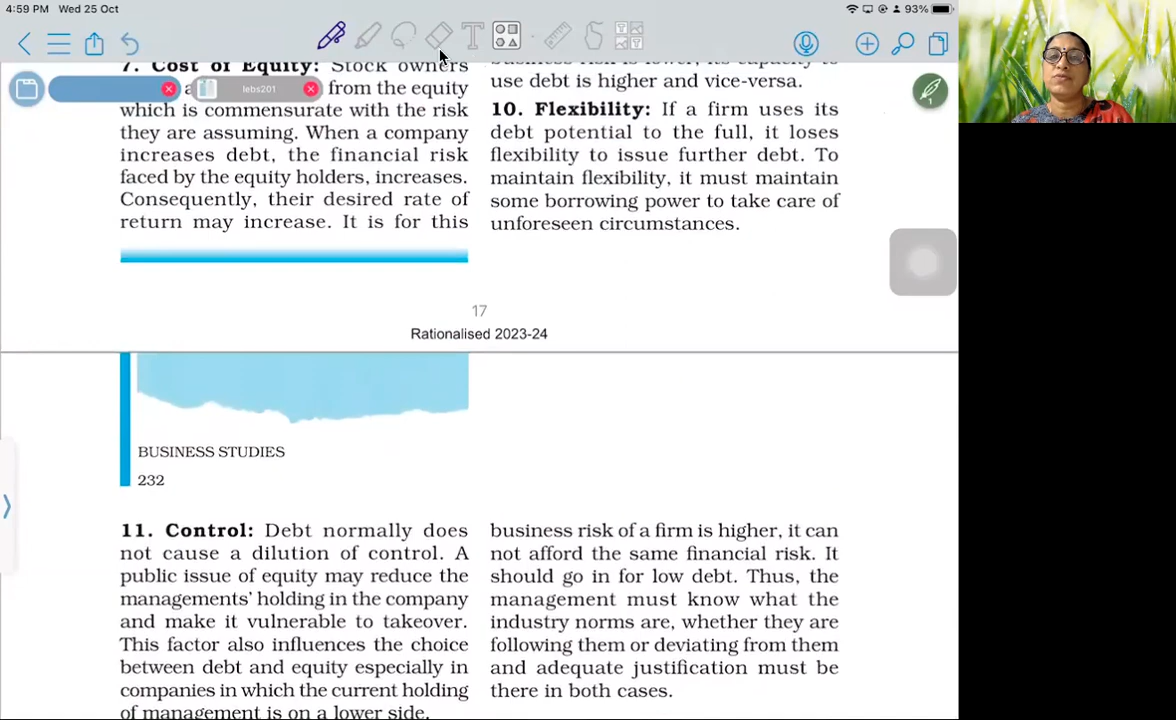 4:59 PM Wed 25 Oct
93%
7. Cost of Equity: Stock owners
lebs201
from the equity
which is commensurate with the risk
they are assuming. When a company
increases debt, the financial risk
faced by the equity holders, increases.
Consequently, their desired rate of
return may increase. It is for this
use debt is higher and vice-versa.
10. Flexibility: If a firm uses its
debt potential to the full, it loses
flexibility to issue further debt. To
maintain flexibility, it must maintain
some borrowing power to take care of
unforeseen circumstances.
1
17
Rationalised 2023-24
BUSINESS STUDIES
232
11. Control: Debt normally does
not cause a dilution of control. A
public issue of equity may reduce the
managements' holding in the company
and make it vulnerable to takeover.
This factor also influences the choice
between debt and equity especially in
companies in which the current holding
of management is on a lower side.
business risk of a firm is higher, it can
not afford the same financial risk. It
should go in for low debt. Thus, the
management must know what the
industry norms are, whether they are
following them or deviating from them
and adequate justification must be
there in both cases.